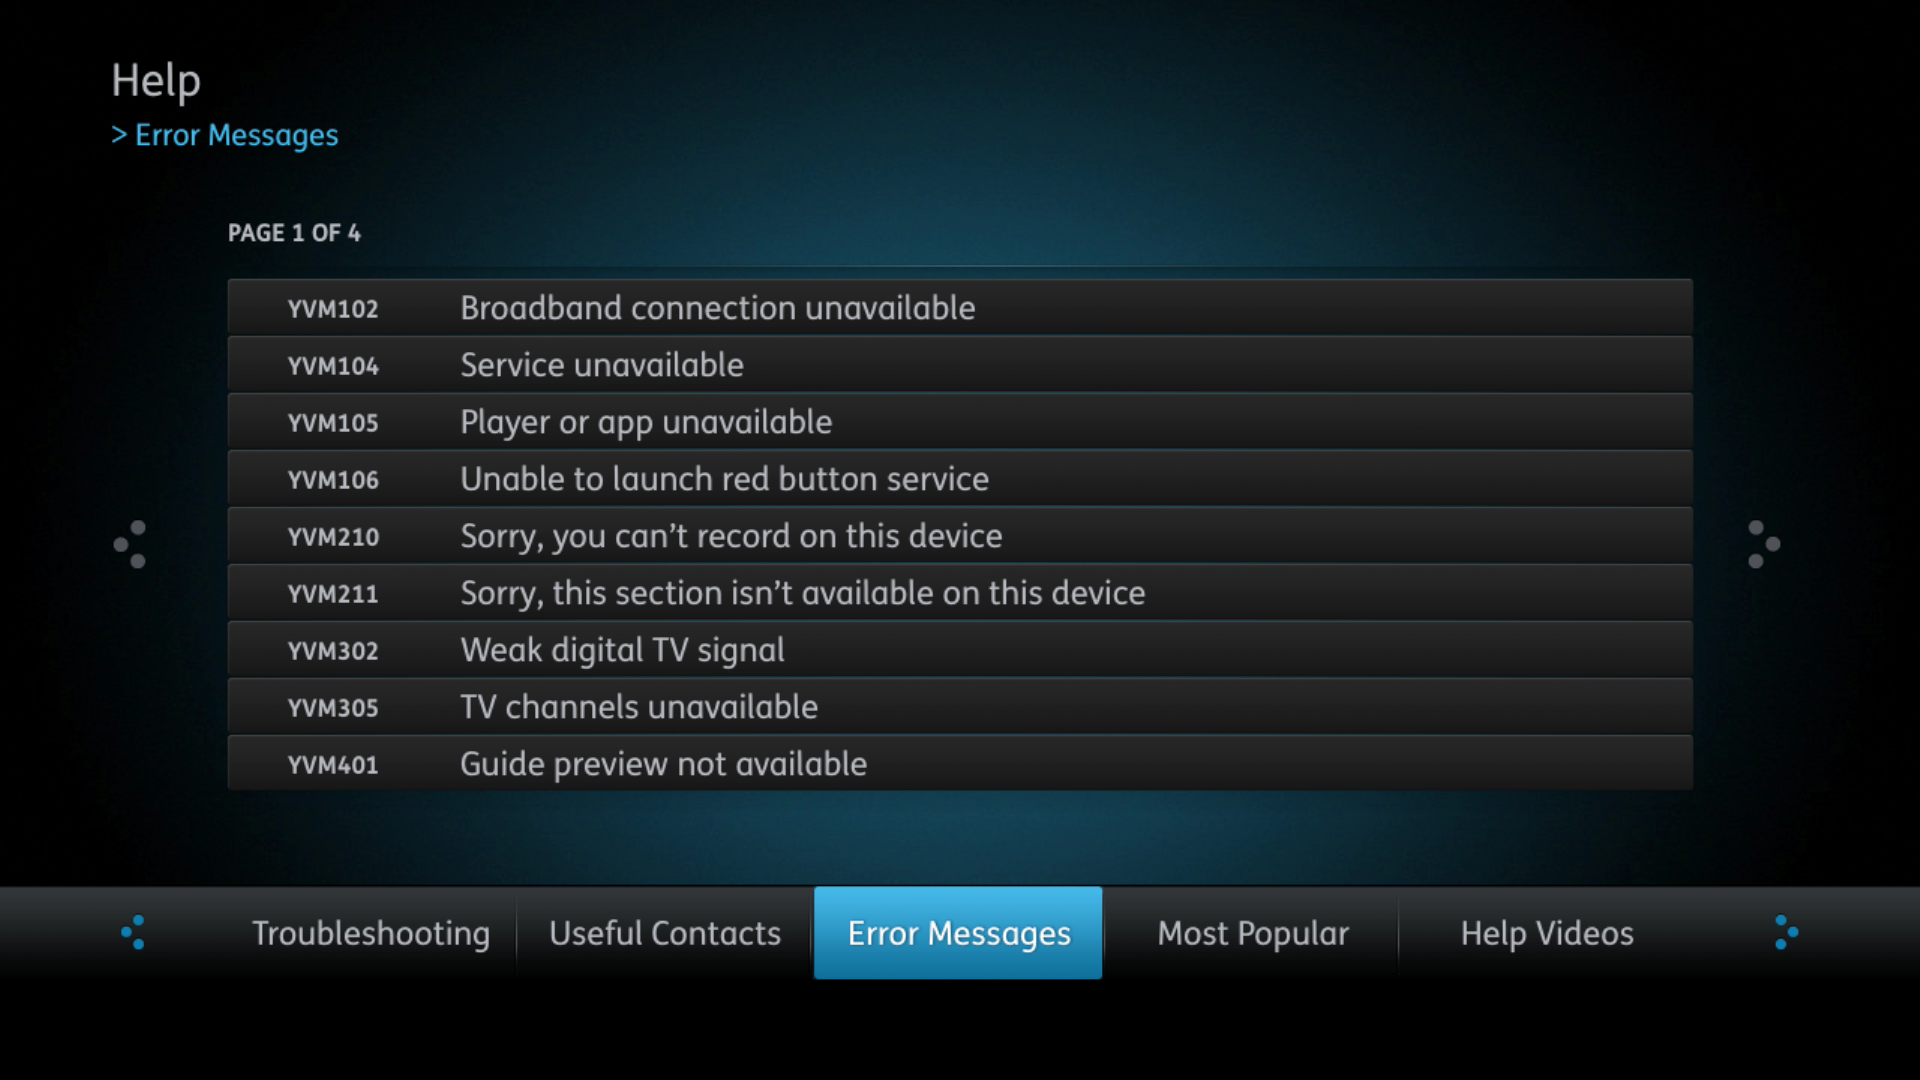 Help
> Error Messages
PAGE 1 OF 4
YVM102 Broadband connection unavailable
YVM104 Service unavailable
YVM105 Player or app unavailable
YVM106 Unable to launch red button service
YVM210 Sorry, you can’t record on this device
YVM211 Sorry, this section isn’t available on this device
YVM302 Weak digital TV signal
YVM305 TV channels unavailable
YVM401 Guide preview not available
Troubleshooting Useful Contacts Error Messages Most Popular Help Videos